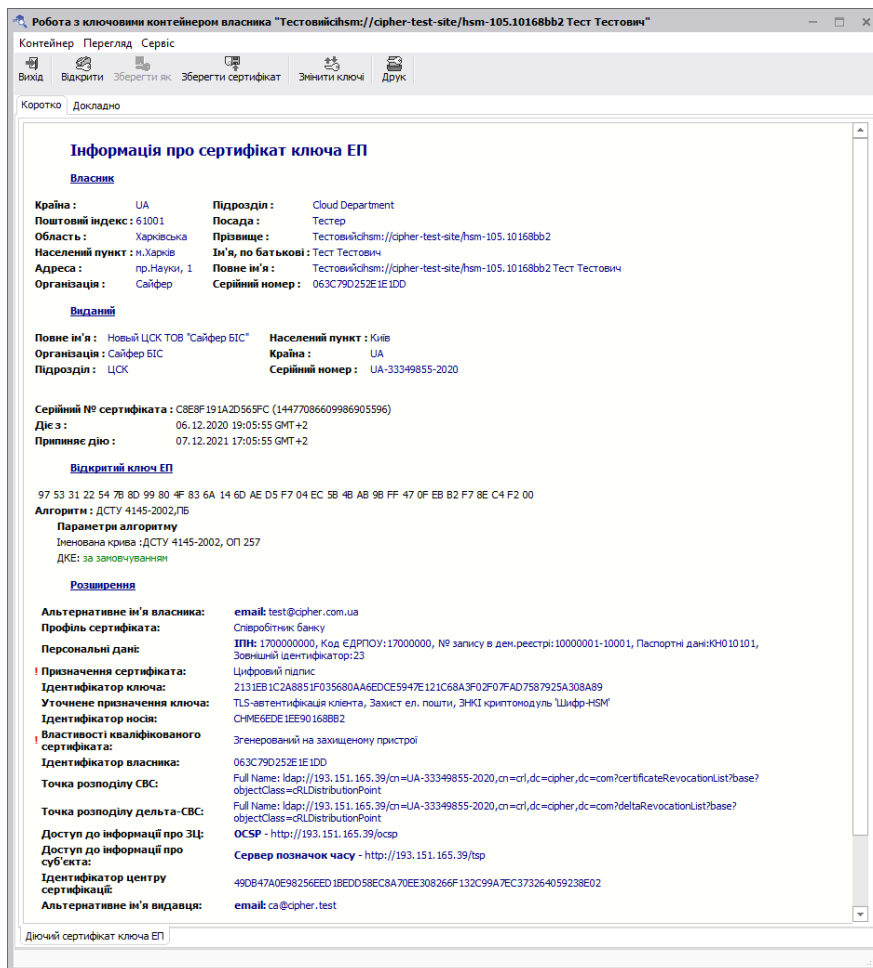 Робота з ключовими контейнером власника "Тестовийcihsm://cipher-test-site/hsm-105.10168bb2 Тест Тестович"
Контейнер Перегляд Сервіс
Вихід Відкрити Зберегти як Зберегти сертифікат Змінити ключі Друк
Коротко Докладно
Інформація про сертифікат ключа ЕП
Власник
Країна : UA Підрозділ : Cloud Department
Поштовий індекс : 61001 Посада : Тестер
Область : Харківська Прізвище : Тестовийcihsm://cipher-test-site/hsm-105.10168bb2
Населений пункт : м.Харків Ім'я, по батькові : Тест Тестович
Адреса : пр.Науки, 1 Повне ім'я : Тестовийcihsm://cipher-test-site/hsm-105.10168bb2 Тест Тестович
Організація : Сайфер Серійний номер : 063C79D252E1E1DD
Виданий
Повне ім'я : Новый ЦСК ТОВ "Сайфер БІС" Населений пункт : Київ
Організація : Сайфер БІС Країна : UA
Підрозділ : ЦСК Серійний номер : UA-33349855-2020
Серійний № сертифіката : C8E8F191A2D565FC (14477086609986905596)
Діє з : 06.12.2020 19:05:55 GMT+2
Припиняє дію : 07.12.2021 17:05:55 GMT+2
Відкритий ключ ЕП
97 53 31 22 54 7B 8D 99 80 4F 83 6A 14 6D AE D5 F7 04 EC 5B 4B AB 9B FF 47 0F EB B2 F7 8E C4 F2 00
Алгоритм : ДСТУ 4145-2002,ПБ
Параметри алгоритму
Іменована крива :ДСТУ 4145-2002, ОП 257
ДКЕ: за замовчуванням
Розширення
Альтернативне ім'я власника: email: test@cipher.com.ua
Профіль сертифіката: Співробітник банку
Персональні дані: ІПН: 1700000000, Код ЄДРПОУ:17000000, № запису в дем.реєстрі:10000001-10001, Паспортні дані:КН010101,
Зовнішній ідентифікатор:23
! Призначення сертифіката: Цифровий підпис
Ідентифікатор ключа: 2131EB1C2A8851F035680AA6EDCE5947E121C68A3F02F07FAD7587925A308A89
Уточнене призначення ключа: TLS-автентифікація клієнта, Захист ел. пошти, ЗНКІ криптомодуль 'Шифр-HSM'
Ідентифікатор носія: CHME6EDE1EE90168BB2
! Властивості кваліфікованого
сертифіката: Згенерований на захищеному пристрої
Ідентифікатор власника: 063C79D252E1E1DD
Точка розподілу СВС: Full Name: ldap://193.151.165.39/cn=UA-33349855-2020,cn=crl,dc=cipher,dc=com?certificateRevocationList?base?
objectClass=cRLDistributionPoint
Точка розподілу дельта-СВС: Full Name: ldap://193.151.165.39/cn=UA-33349855-2020,cn=crl,dc=cipher,dc=com?deltaRevocationList?base?
objectClass=cRLDistributionPoint
Доступ до інформації про ЗЦ: OCSP - http://193.151.165.39/ocsp
Доступ до інформації про
суб'єкта: Сервер позначок часу - http://193.151.165.39/tsp
Ідентифікатор центру
сертифікації: 49DB47A0E98256EED1BEDD58EC8A70EE308266F132C99A7EC373264059238E02
Альтернативне ім'я видавця: email: ca@cipher.test
Діючий сертифікат ключа ЕП